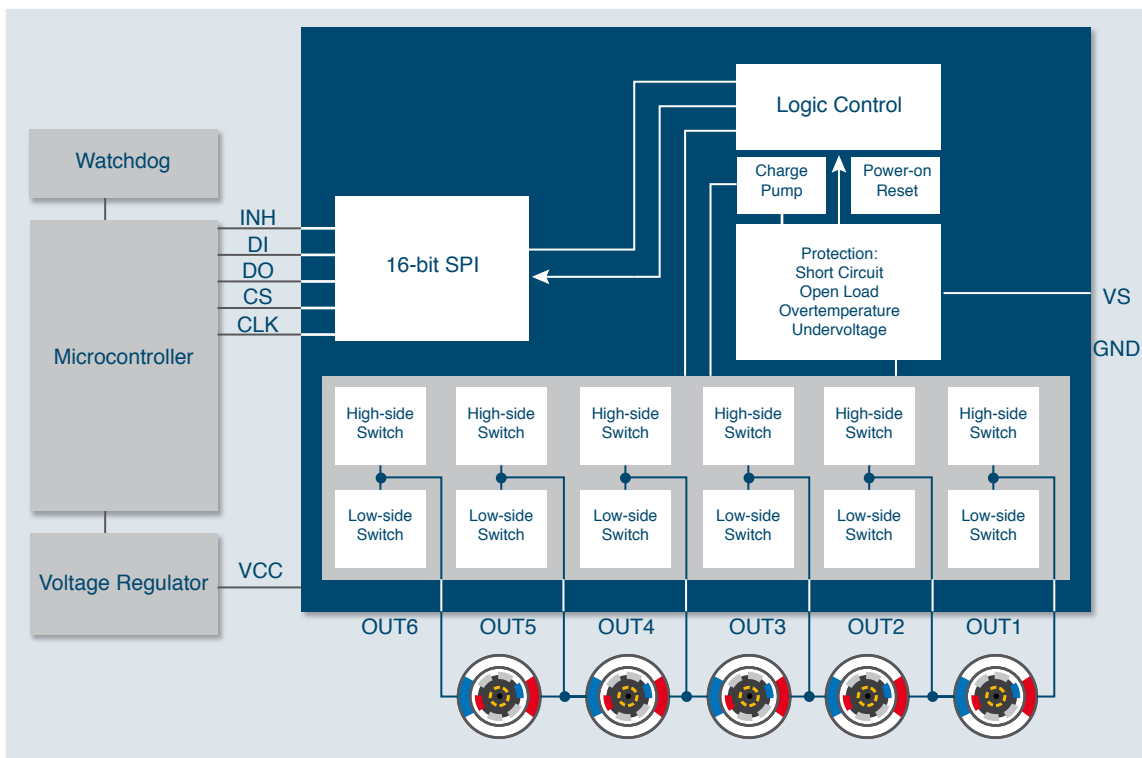 Logic Control
Watchdog
Charge
Pump
Power-on
Reset
INH
DI
DO
CS
CLK
16-bit SPI
Protection:
Short Circuit
Open Load
Overtemperature
Undervoltage
VS
GND
Microcontroller
High-side
Switch
High-side
Switch
High-side
Switch
High-side
Switch
High-side
Switch
High-side
Switch
Low-side
Switch
Low-side
Switch
Low-side
Switch
Low-side
Switch
Low-side
Switch
Low-side
Switch
Voltage Regulator
VCC
OUT6
OUT5
OUT4
OUT3
OUT2
OUT1